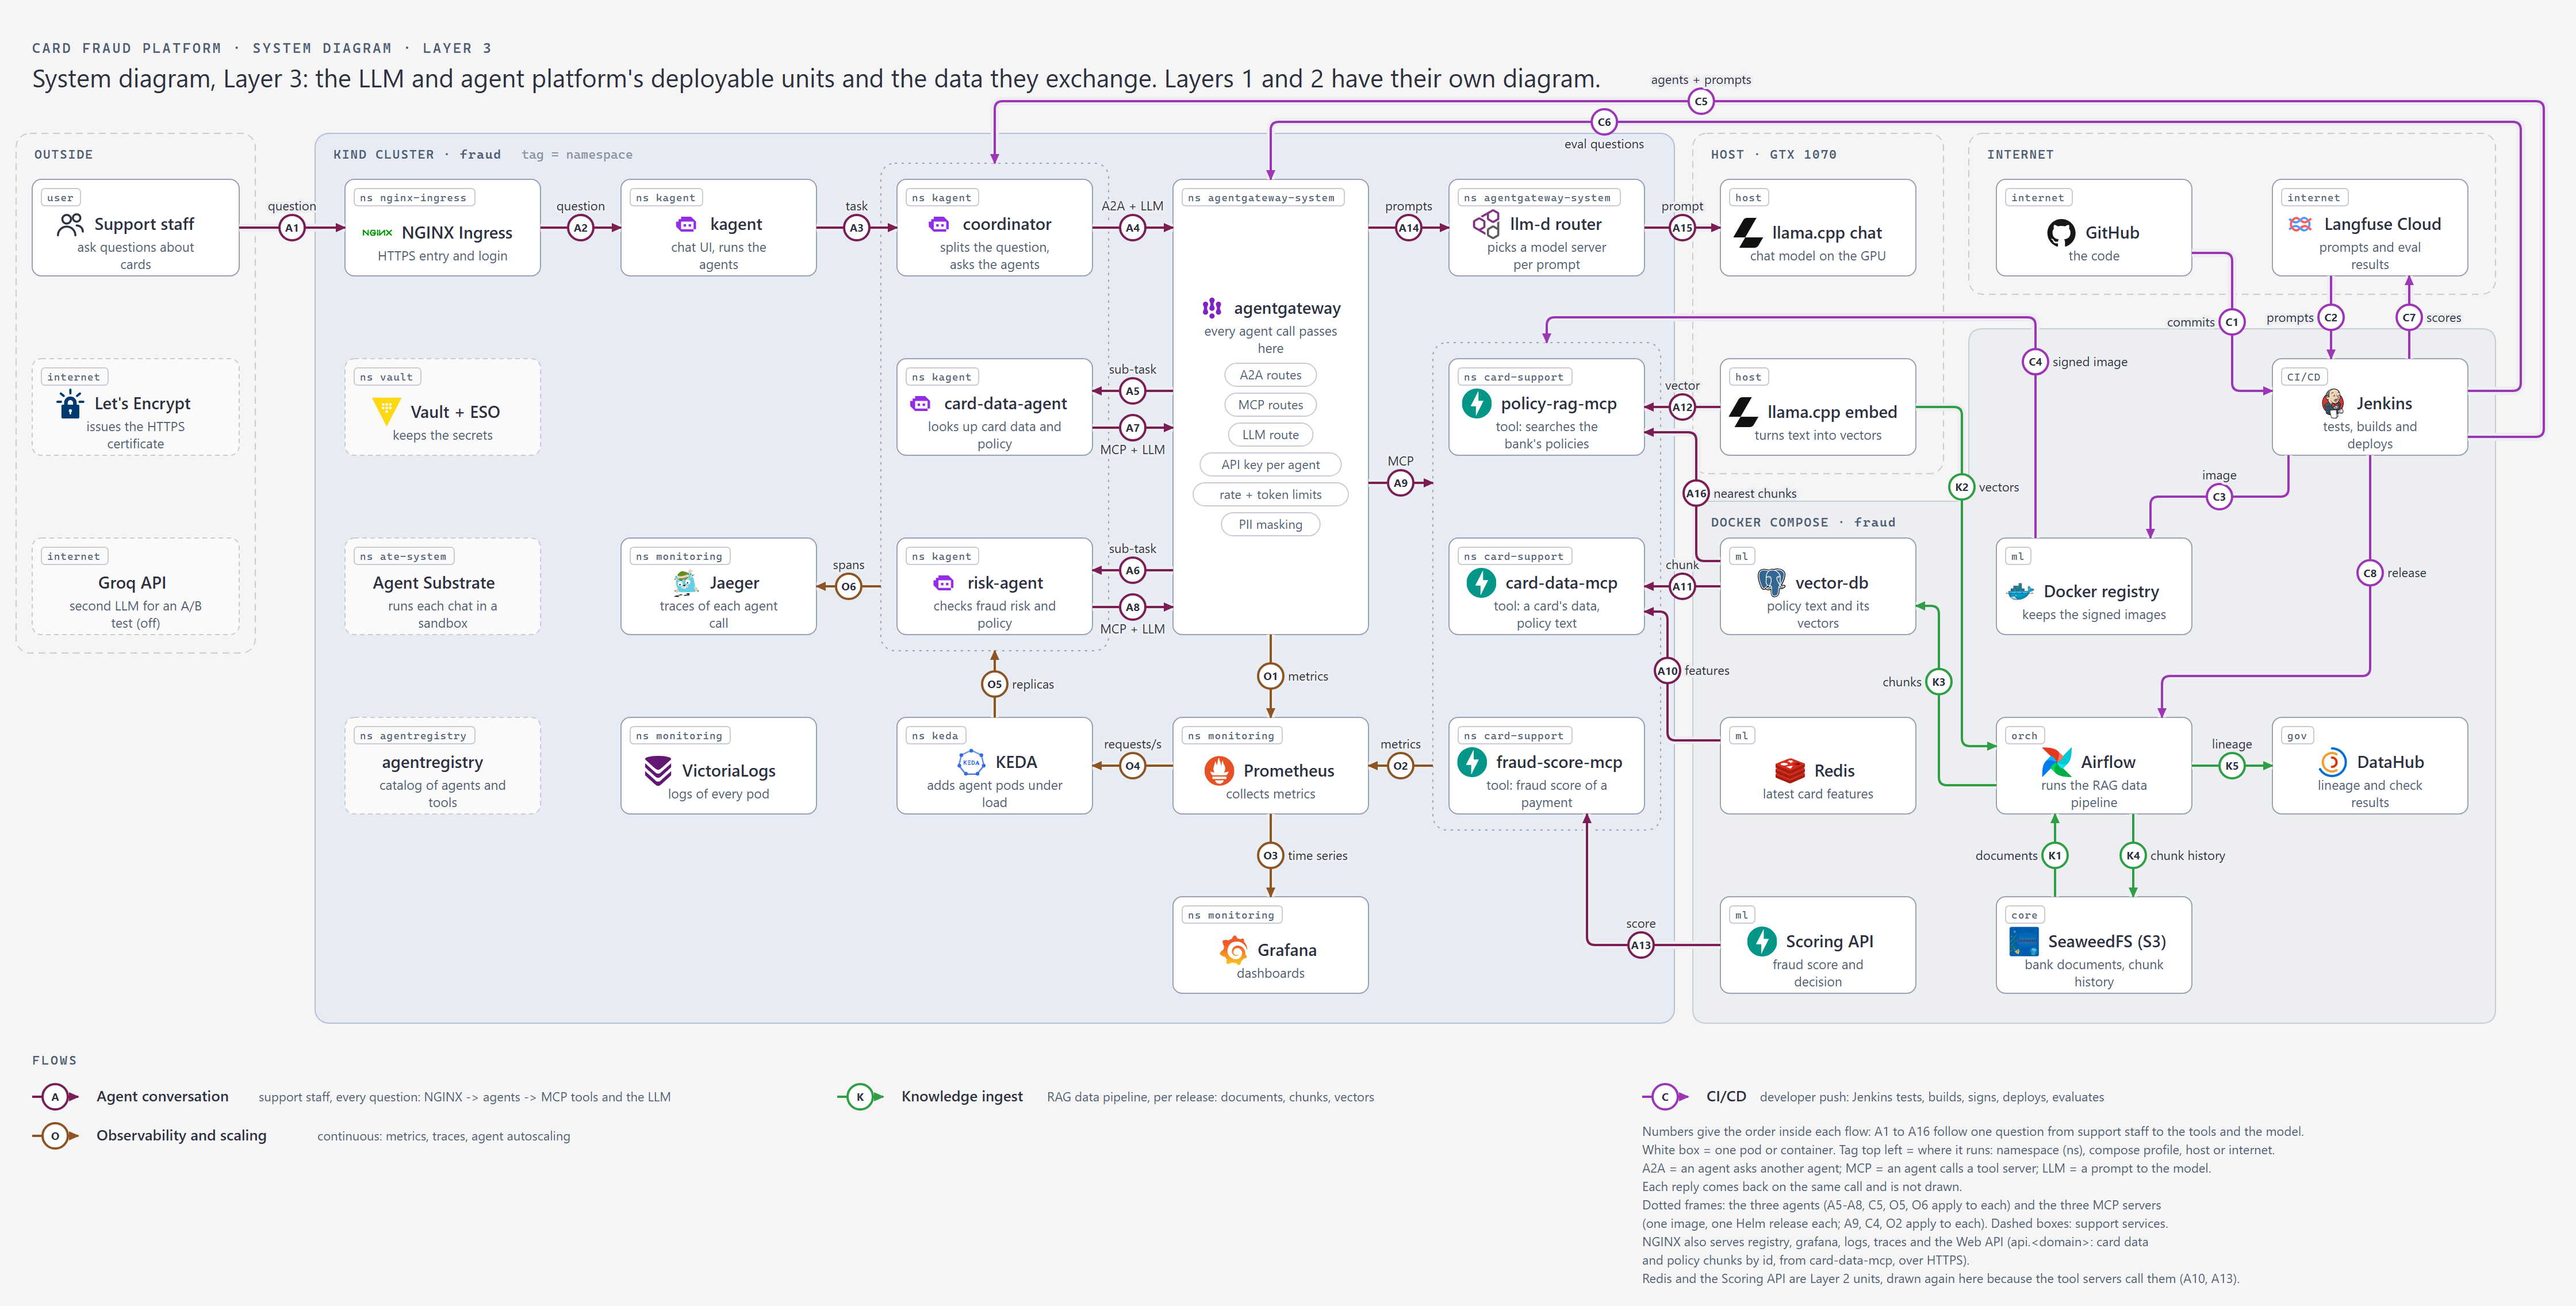 CARD FRAUD PLATFORM · SYSTEM DIAGRAM · LAYER 3
System diagram, Layer 3: the LLM and agent platform's deployable units and the data they exchange. Layers 1 and 2 have their own diagram.
agents + prompts
C5
C6
eval questions
OUTSIDE
KIND CLUSTER · fraud tag = namespace
HOST · GTX 1070
INTERNET
user
Support staff
ask questions about
cards
question
A1
ns nginx-ingress
NGINX
NGINX Ingress
HTTPS entry and login
question
A2
ns kagent
kagent
chat UI, runs the
agents
task
A3
ns kagent
coordinator
splits the question,
asks the agents
A2A + LLM
A4
ns agentgateway-system
agentgateway
every agent call passes
here
A2A routes
MCP routes
LLM route
API key per agent
rate + token limits
PII masking
prompts
A14
ns agentgateway-system
llm-d router
picks a model server
per prompt
prompt
A15
host
llama.cpp chat
chat model on the GPU
internet
GitHub
the code
internet
Langfuse Cloud
prompts and eval
results
commits
C1
prompts
C2
C7
scores
internet
Let's Encrypt
issues the HTTPS
certificate
ns vault
Vault + ESO
keeps the secrets
ns kagent
card-data-agent
looks up card data and
policy
sub-task
A5
A7
MCP + LLM
MCP
A9
ns card-support
policy-rag-mcp
tool: searches the
bank's policies
vector
A12
host
llama.cpp embed
turns text into vectors
C4
signed image
CI/CD
Jenkins
tests, builds and
deploys
A16
nearest chunks
K2
vectors
image
C3
DOCKER COMPOSE · fraud
internet
Groq API
second LLM for an A/B
test (off)
ns ate-system
Agent Substrate
runs each chat in a
sandbox
ns monitoring
Jaeger
traces of each agent
call
spans
O6
ns kagent
risk-agent
checks fraud risk and
policy
sub-task
A6
A8
MCP + LLM
ns card-support
card-data-mcp
tool: a card's data,
policy text
chunk
A11
ml
vector-db
policy text and its
vectors
ml
Docker registry
keeps the signed images
C8
release
O5
replicas
O1
metrics
A10
features
chunks
K3
ns agentregistry
agentregistry
catalog of agents and
tools
ns monitoring
VictoriaLogs
logs of every pod
ns keda
KEDA
KEDA
adds agent pods under
load
requests/s
O4
ns monitoring
Prometheus
collects metrics
metrics
O2
ns card-support
fraud-score-mcp
tool: fraud score of a
payment
ml
Redis
latest card features
orch
Airflow
runs the RAG data
pipeline
lineage
K5
gov
DataHub
lineage and check
results
O3
time series
documents
K1
K4
chunk history
ns monitoring
Grafana
dashboards
score
A13
ml
Scoring API
fraud score and
decision
core
SeaweedFS (S3)
bank documents, chunk
history
FLOWS
A
Agent conversation
support staff, every question: NGINX -> agents -> MCP tools and the LLM
K
Knowledge ingest
RAG data pipeline, per release: documents, chunks, vectors
C
CI/CD
developer push: Jenkins tests, builds, signs, deploys, evaluates
O
Observability and scaling
continuous: metrics, traces, agent autoscaling
Numbers give the order inside each flow: A1 to A16 follow one question from support staff to the tools and the model.
White box = one pod or container. Tag top left = where it runs: namespace (ns), compose profile, host or internet.
A2A = an agent asks another agent; MCP = an agent calls a tool server; LLM = a prompt to the model.
Each reply comes back on the same call and is not drawn.
Dotted frames: the three agents (A5-A8, C5, O5, O6 apply to each) and the three MCP servers
(one image, one Helm release each; A9, C4, O2 apply to each). Dashed boxes: support services.
NGINX also serves registry, grafana, logs, traces and the Web API (api.<domain>: card data
and policy chunks by id, from card-data-mcp, over HTTPS).
Redis and the Scoring API are Layer 2 units, drawn again here because the tool servers call them (A10, A13).